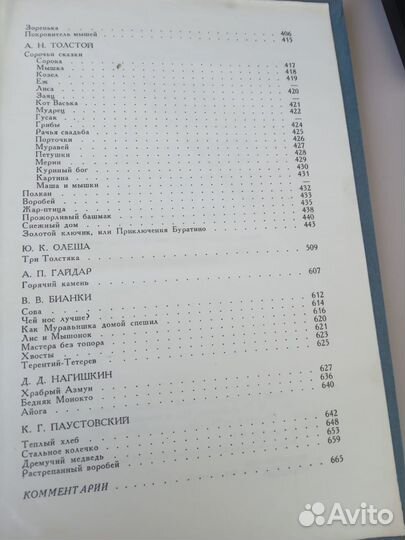 Зоренька . . . 406
Покровитель мышей . . . 415
А. Н. ТОЛСТОЙ
Сорочьи сказки
Сорока . . . 417
Мышка . . . 418
Козел . . . 419
Еж . . . —
Лиса . . . 420
Заяц . . . —
Кот Васька . . . 421
Мудрец . . . 422
Гусак . . . —
Грибы . . . 424
Рачья свадьба . . . 425
Порточки . . . 426
Муравей . . . 427
Петушки . . . 428
Мерин . . . 429
Куриный бог . . . 430
Картина . . . 431
Маша и мышки . . . —
Полкан . . . 432
Воробей . . . 433
Жар-птица . . . 435
Прожорливый башмак . . . 438
Снежный дом . . . 440
Золотой ключик, или Приключения Буратино . . . 443
Ю. К. ОЛЕША
Три Толстяка . . . 509
А. П. ГАЙДАР
Горячий камень . . . 607
В. В. БИАНКИ
Сова . . . 612
Чей нос лучше? . . . 614
Как Муравьишка домой спешил . . . 616
Лис и Мышонок . . . 620
Мастера без топора . . . 621
Хвосты . . . 623
Терентий-Тетерев . . . 625
Д. Д. НАГИШКИН
Храбрый Азмун . . . 627
Бедняк Монокто . . . 636
Айога . . . 640
К. Г. ПАУСТОВСКИЙ
Теплый хлеб . . . 642
Стальное колечко . . . 648
Дремучий медведь . . . 653
Растрепанный воробей . . . 659
КОММЕНТАРИИ . . . 665
Avito